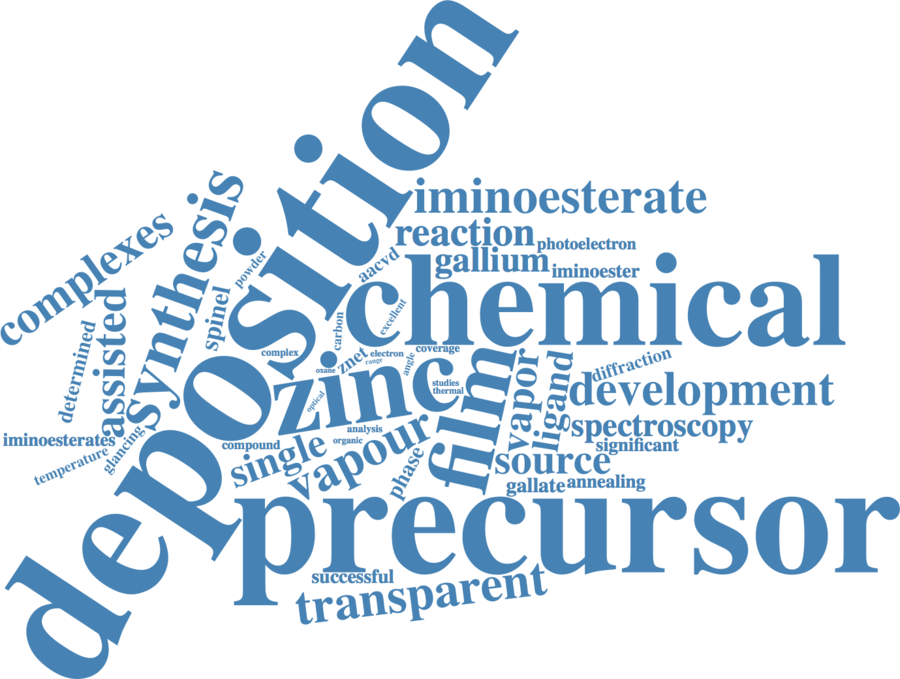 deposition
iminoesterate
complexes
synthesis
reaction
photoelectron
gallium
iminoester
powder
aacvd
chemical
assisted
spinel
carbon
excellent
determined
complex
znet
electron
range
coverage
angle
oxane
zinc
studies
thermal
optical
film
vapor
ligand
diffraction
development
iminoesterates
glancing
temperature
compound
analysis
organic
single
vapour
phase
spectroscopy
significant
source
gallate
annealing
precursor
successful
transparent